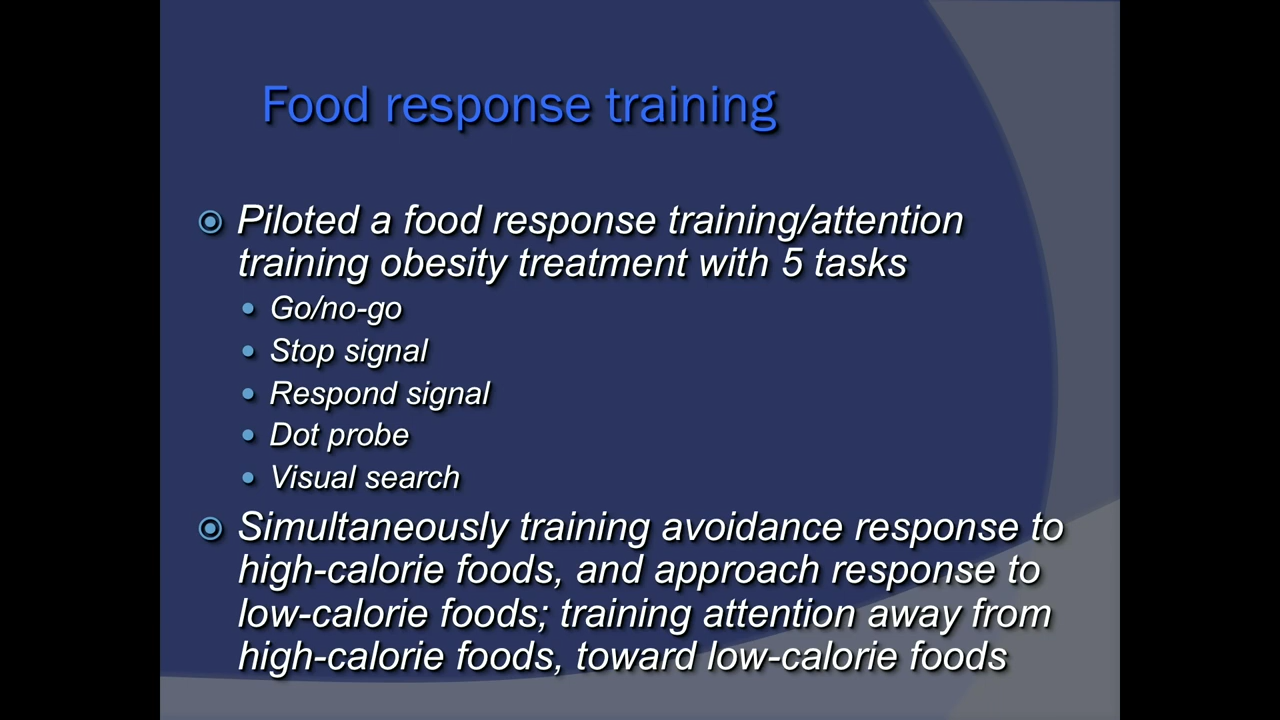 Food response training
Piloted a food response training/attention
training obesity treatment with 5 tasks
Go/no-go
Stop signal
Respond signal
Dot probe
Visual search
Simultaneously training avoidance response to
high-calorie foods, and approach response to
low-calorie foods; training attention away from
high-calorie foods, toward low-calorie foods